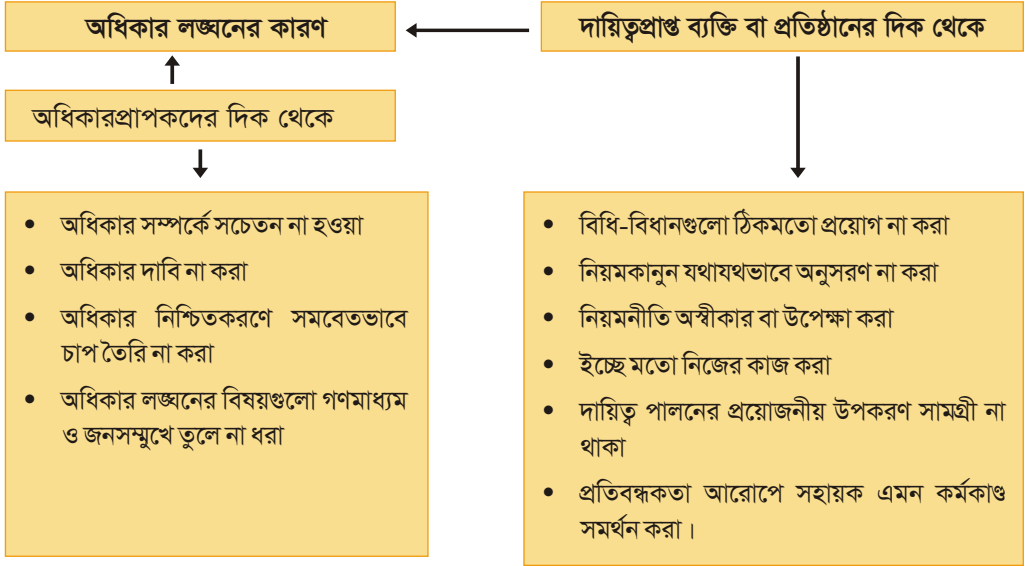 অধিকার লঙ্ঘনের কারণ
দায়িত্বপ্রাপ্ত ব্যক্তি বা প্রতিষ্ঠানের দিক থেকে
অধিকারপ্রাপকদের দিক থেকে
• অধিকার সম্পর্কে সচেতন না হওয়া
• অধিকার দাবি না করা
• অধিকার নিশ্চিতকরণে সমবেতভাবে
চাপ তৈরি না করা
• অধিকার লঙ্ঘনের বিষয়গুলো গণমাধ্যম
ও জনসম্মুখে তুলে না ধরা
• বিধি-বিধানগুলো ঠিকমতো প্রয়োগ না করা
• নিয়মকানুন যথাযথভাবে অনুসরণ না করা
• নিয়মনীতি অস্বীকার বা উপেক্ষা করা
• ইচ্ছে মতো নিজের কাজ করা
• দায়িত্ব পালনের প্রয়োজনীয় উপকরণ সামগ্রী না
থাকা
• প্রতিবন্ধকতা আরোপে সহায়ক এমন কর্মকাণ্ড
সমর্থন করা।